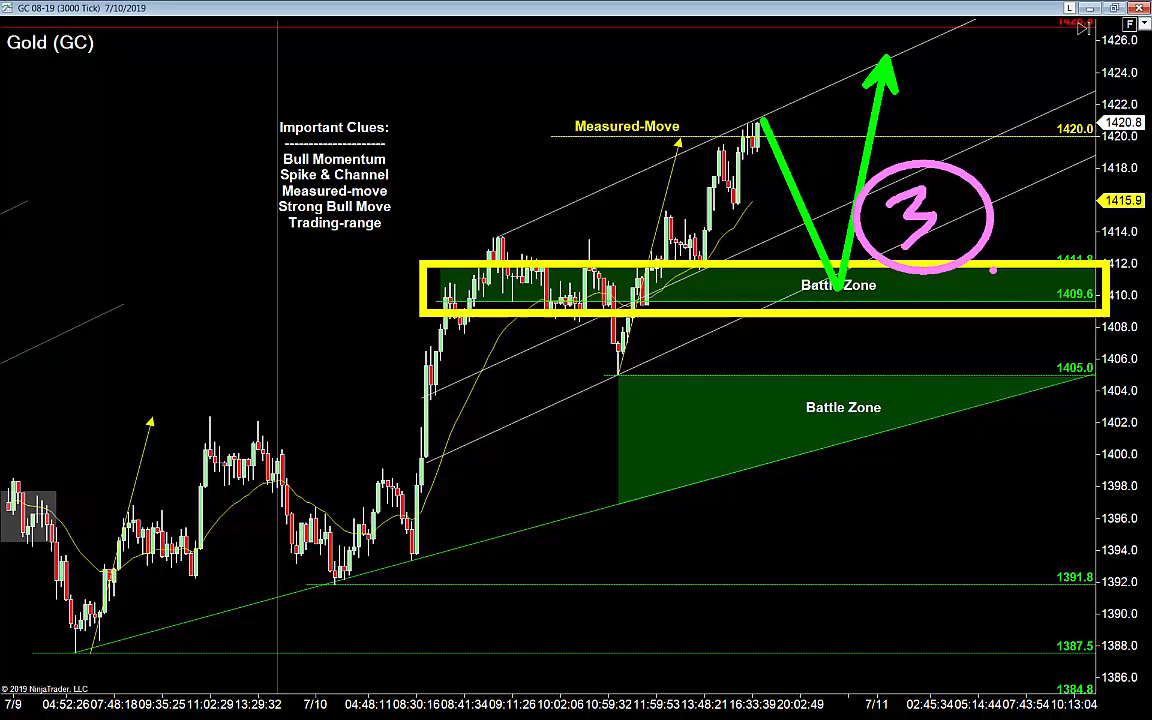 GC 08-19 (3000 Tick)  7/10/2019
L
F
Gold (GC)
1426.0
1424.0
1422.0
1420.8
Measured-Move
1420.0
1420.0
Important Clues:
---------------------
Bull Momentum
Spike & Channel
Measured-move
Strong Bull Move
Trading-range
1418.0
1415.9
3
1414.0
1412.0
Battle Zone
1409.6
1410.0
1408.0
1406.0
1405.0
1404.0
Battle Zone
1402.0
1400.0
1398.0
1396.0
1394.0
1391.8
1392.0
1390.0
1387.5
1388.0
1386.0
© 2019 NinjaTrader, LLC
1384.8
7/9 04:52:26 07:48:18 09:35:25 11:02:29 13:29:32 7/10 04:48:11 08:30:16 08:41:34 09:11:26 10:02:06 10:59:32 11:59:53 13:48:21 16:33:39 20:02:49 7/11 02:45:34 05:14:44 07:43:54 10:13:04